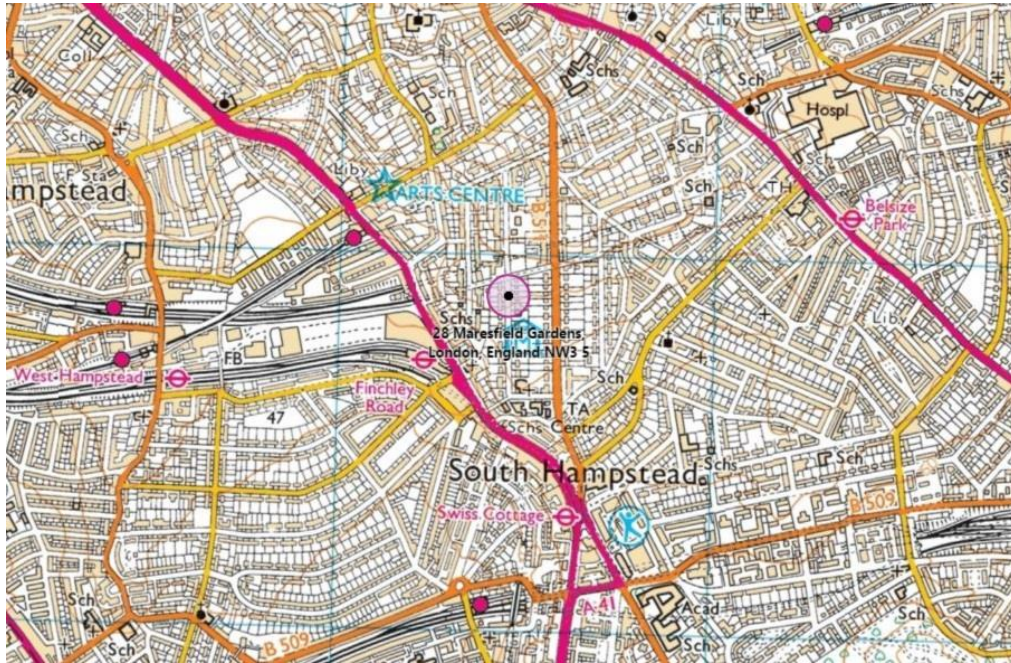 Coll
Liby
Sch
Schs
Sch
Sch
Schs
Hospl
Sch
Sch
F Sta
Liby
ARTS CENTRE
Sch
TH
mpstead
B 511
Belsize
Park
Schs
28 Maresfield Gardens,
London, England NW3 5
M
Liby
FB
West Hampstead
Finchley
Road
Sch
47
TA
Schs Centre
South Hampstead
Schs
Sch
Swiss Cottage
B 509
A 41
Acad
Sch
Sch
B 509
Sch
Sch